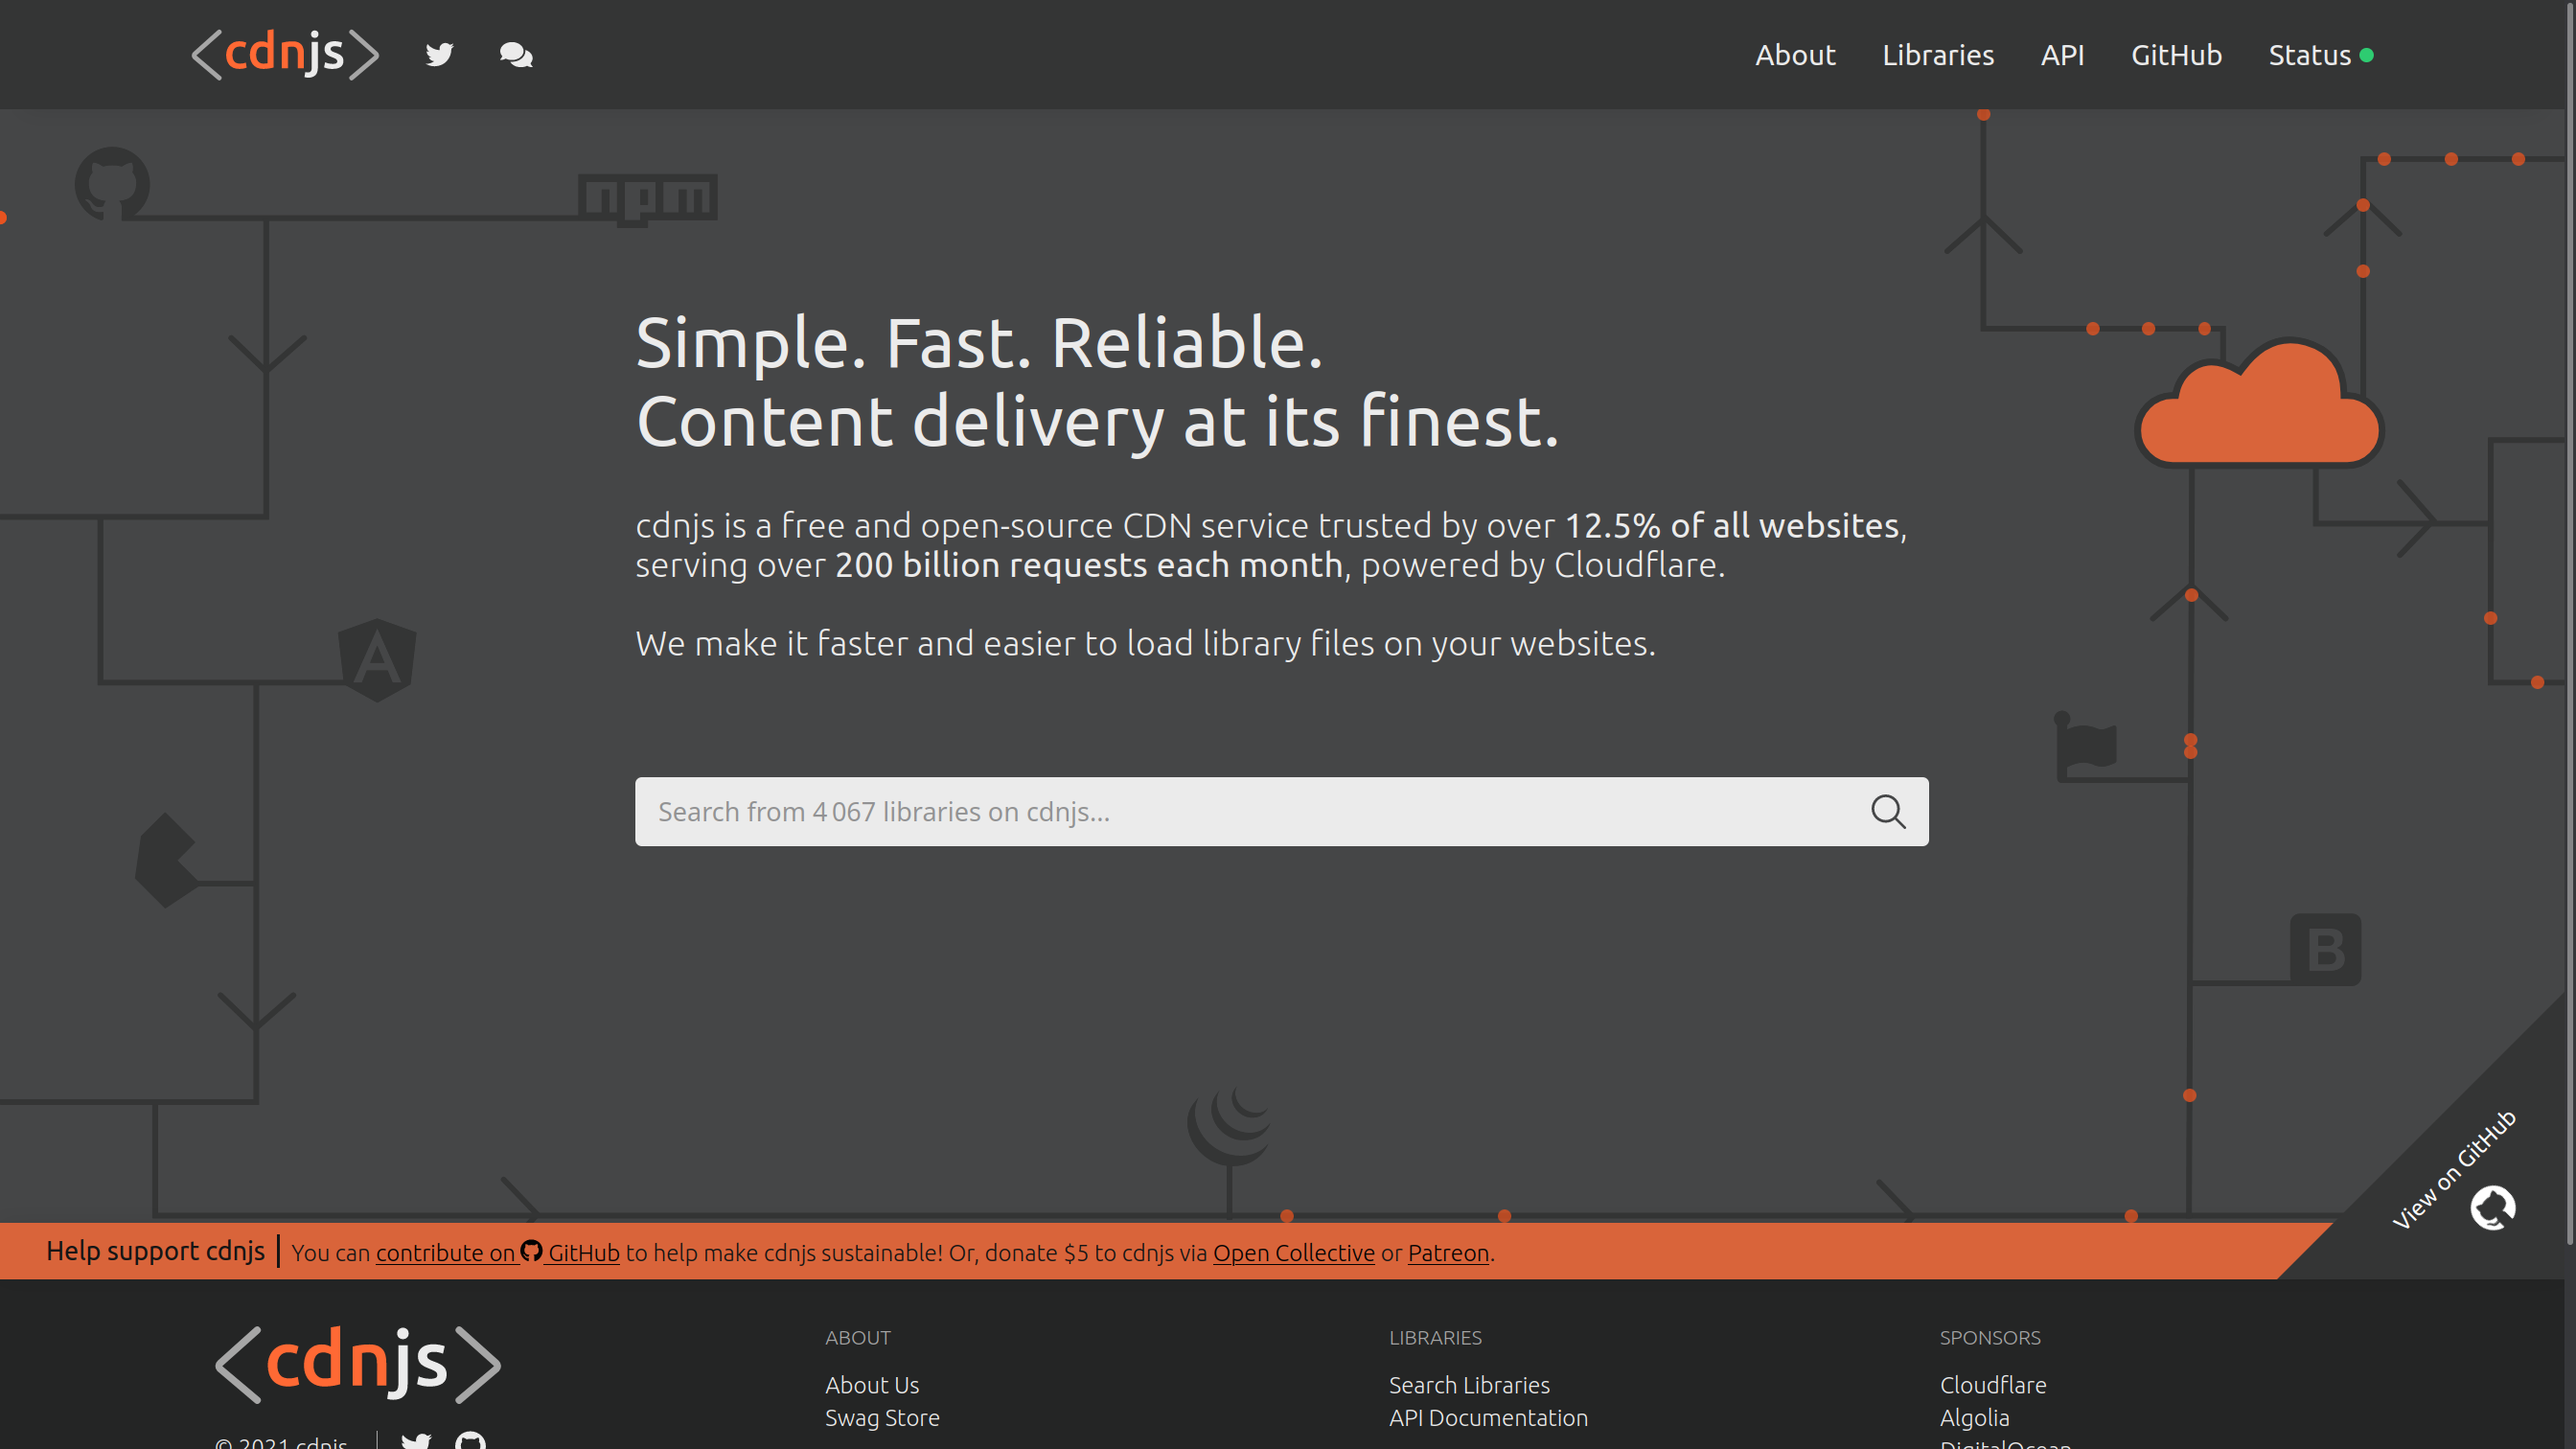 <cdnjs>
About Libraries API GitHub Status
npm
Simple. Fast. Reliable.
Content delivery at its finest.
cdnjs is a free and open-source CDN service trusted by over 12.5% of all websites,
serving over 200 billion requests each month, powered by Cloudflare.
We make it faster and easier to load library files on your websites.
A
Search from 4 067 libraries on cdnjs...
B
View on GitHub
Help support cdnjs | You can contribute on GitHub to help make cdnjs sustainable! Or, donate $5 to cdnjs via Open Collective or Patreon.
<cdnjs>
© 2021 cdnjs
ABOUT
About Us
Swag Store
LIBRARIES
Search Libraries
API Documentation
SPONSORS
Cloudflare
Algolia
DigitalOcean